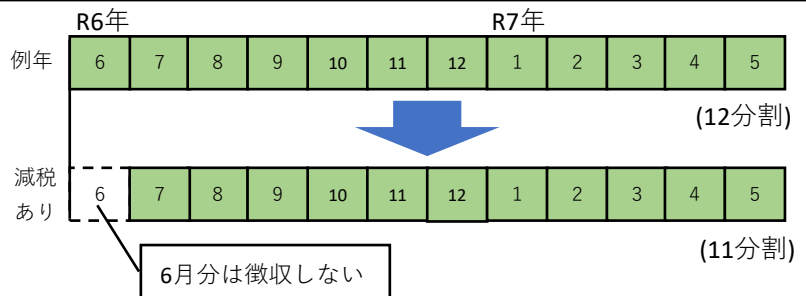 R6年 R7年
例年 6 7 8 9 10 11 12 1 2 3 4 5
(12分割)
減税
あり
6 7 8 9 10 11 12 1 2 3 4 5
(11分割)
6月分は徴収しない